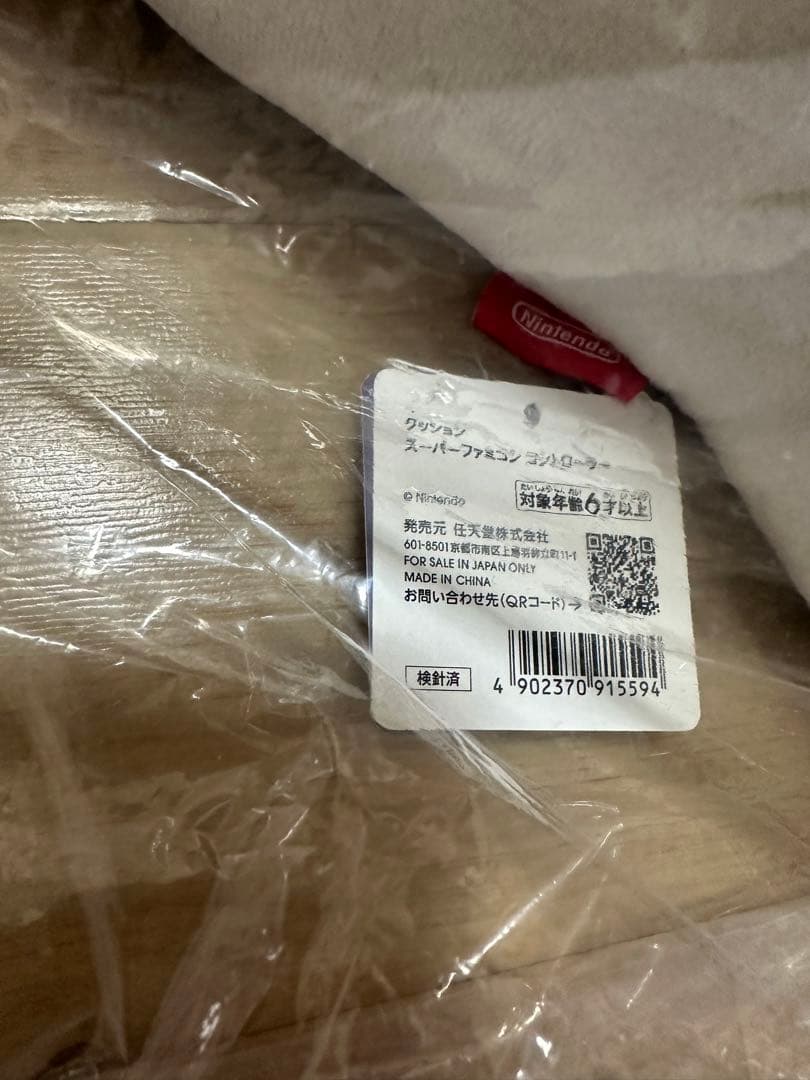 Nintendo
クッション
スーパーファミコン コントローラー
© Nintendo
対象年齢6才以上
発売元 任天堂株式会社
601-8501京都市南区上鳥羽鉾立町11-1
FOR SALE IN JAPAN ONLY
MADE IN CHINA
お問い合わせ先(QRコード)→
検針済
4 902370 915594